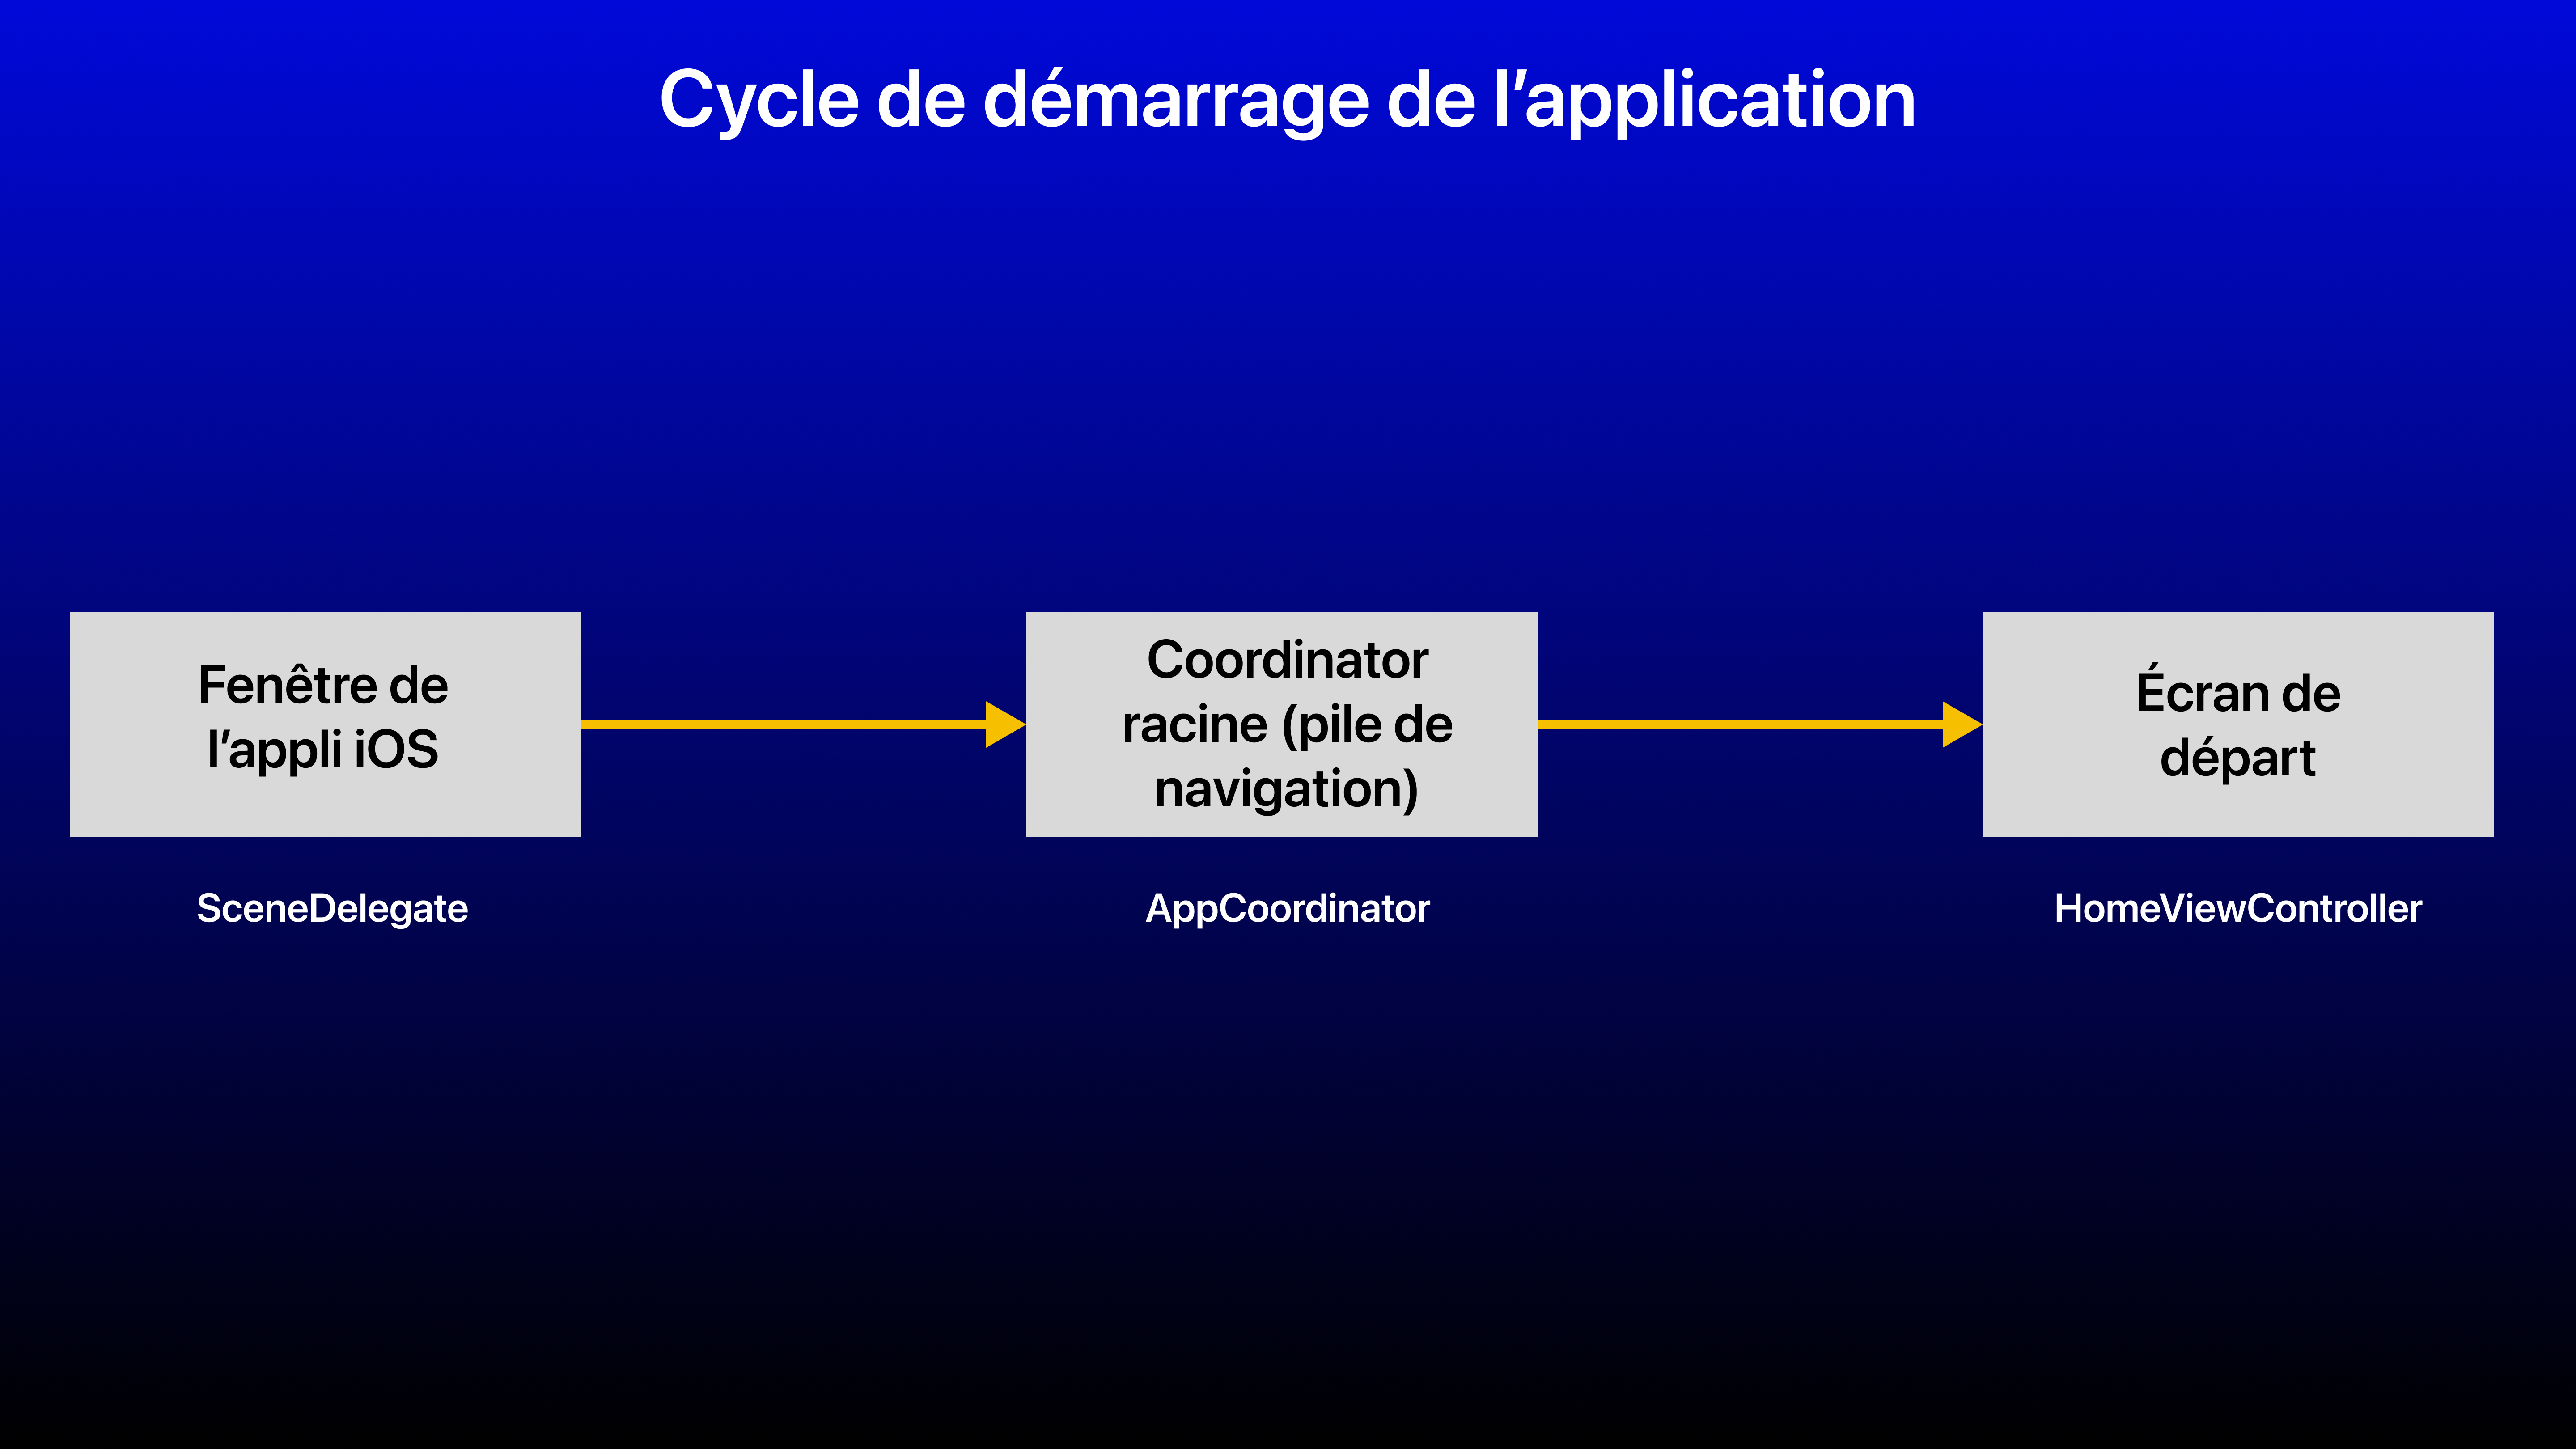 Cycle de démarrage de l’application
Fenêtre de
l’appli iOS
Coordinator
racine (pile de
navigation)
Écran de
départ
SceneDelegate
AppCoordinator
HomeViewController